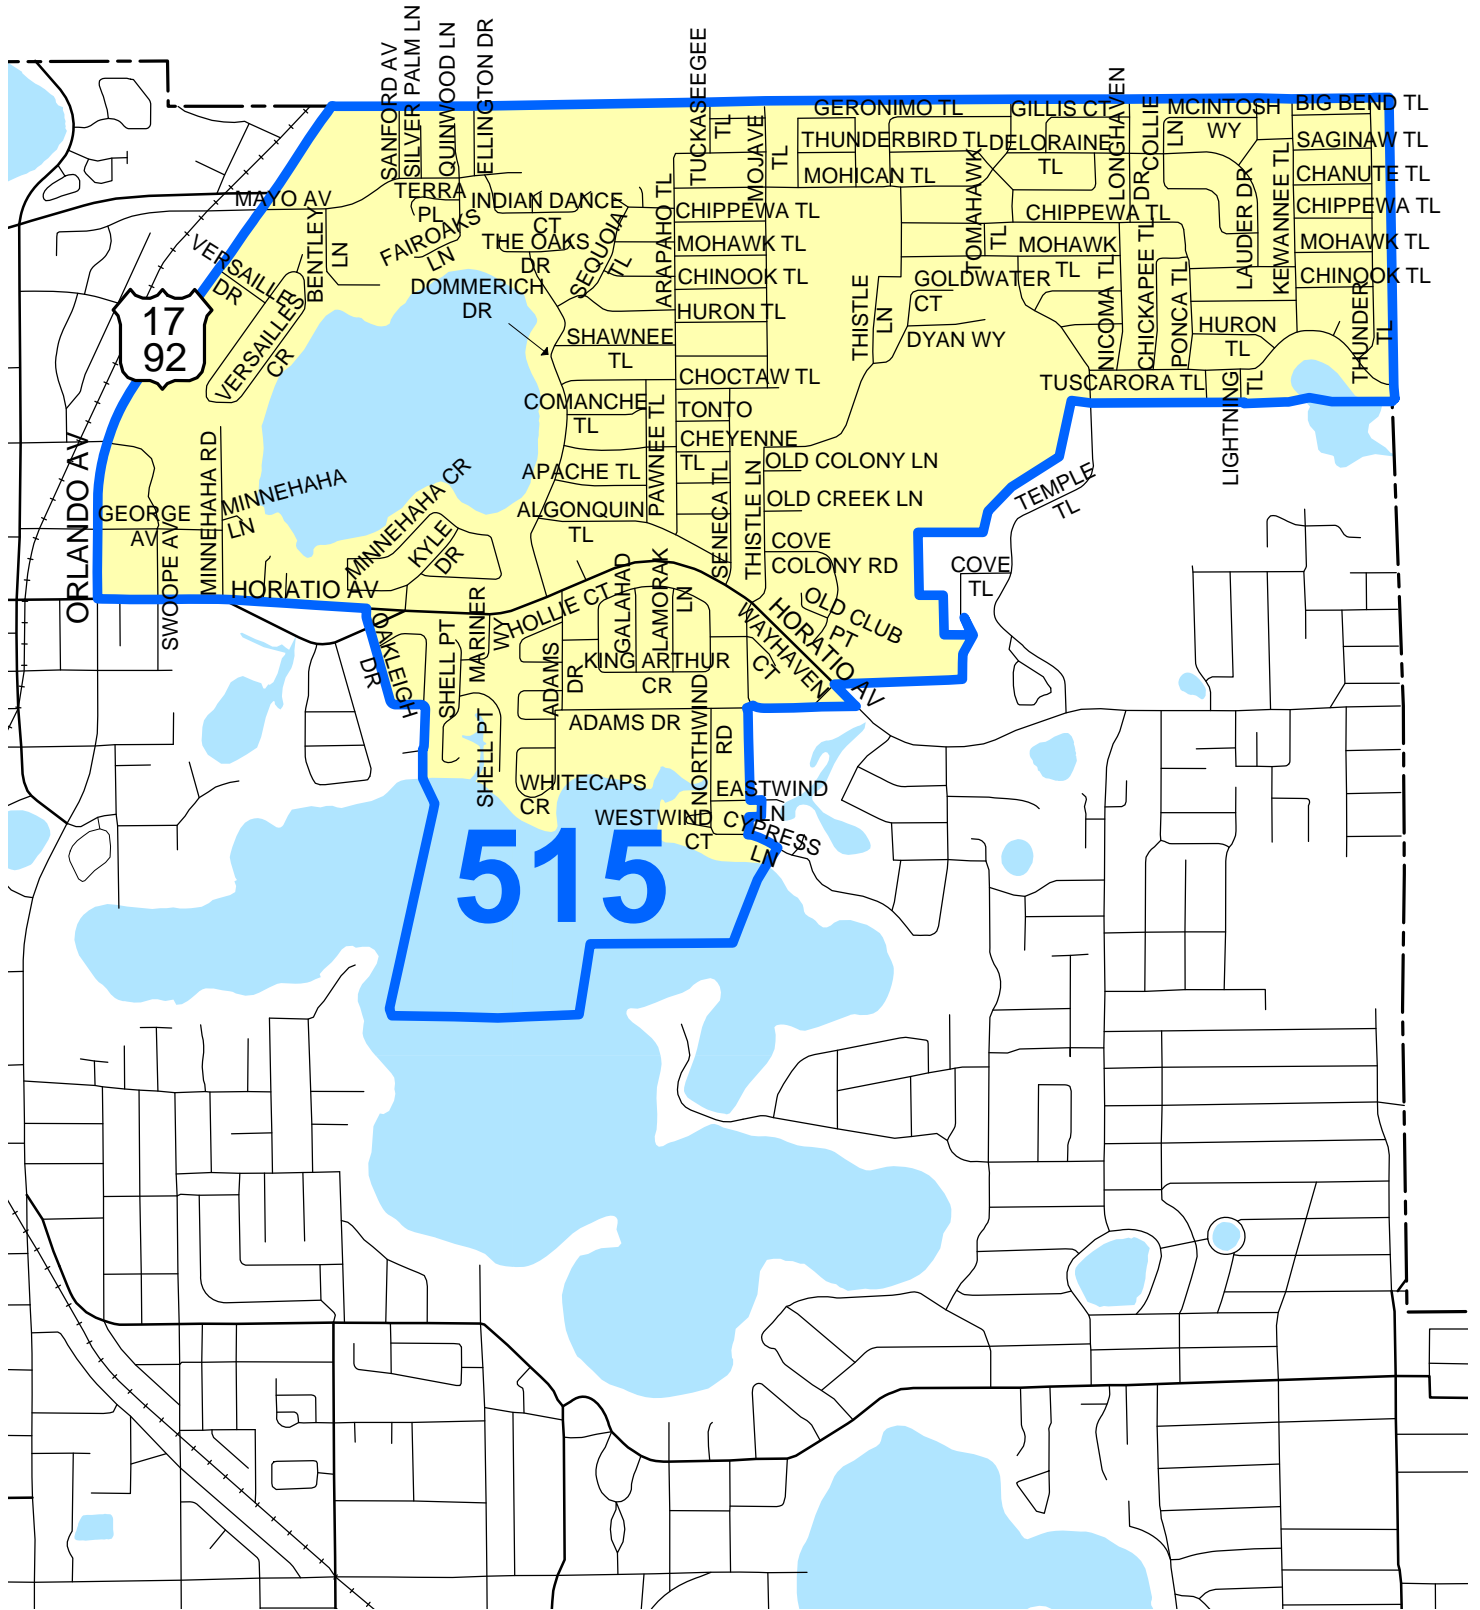 SANFORD AV
SILVER PALM LN
QUINWOOD LN
ELLINGTON DR
TUCKASEEGEE
TL
MOJAVE
TL
GERONIMO TL
GILLIS CT
LONGHAVEN
DR
COLLIE
LN
MCINTOSH
WY
BIG BEND TL
THUNDERBIRD TL
DELORAINE
TL
SAGINAW TL
MOHICAN TL
TOMAHAWK
TL
CHANUTE TL
MAYO AV
TERRA
PL
INDIAN DANCE
CT
CHIPPEWA TL
CHIPPEWA TL
CHIPPEWA TL
BENTLEY
LN
FAIROAKS
LN
THE OAKS
DR
SEQUOIA
TL
ARAPAHO TL
MOHAWK TL
MOHAWK
TL
LAUDER DR
KEWANNEE TL
MOHAWK TL
VERSAILLE
DR
DOMMERICH
DR
CHINOOK TL
GOLDWATER
CT
CHINOOK TL
17
92
VERSAILLES
CR
HURON TL
THISTLE
LN
NICOMA TL
CHICKAPEE TL
PONCA TL
HURON
TL
THUNDER
TL
SHAWNEE
TL
DYAN WY
CHOCTAW TL
TUSCARORA TL
LIGHTNING
TL
COMANCHE
TL
PAWNEE TL
TONTO
CHEYENNE
TL
ORLANDO AV
MINNEHAHA RD
MINNEHAHA
LN
MINNEHAHA CR
APACHE TL
SENECA TL
THISTLE LN
OLD COLONY LN
OLD CREEK LN
TEMPLE
TL
GEORGE
AV
SWOOPE AV
KYLE
DR
ALGONQUIN
TL
COVE
COLONY RD
COVE
TL
HORATIO AV
OAKLEIGH
DR
SHELL PT
MARINER
WY
HOLLIE CT
GALAHAD
LAMORAK
LN
OLD CLUB
PT
HORATIO AV
WAYHAVEN
CT
ADAMS
DR
KING ARTHUR
CR
ADAMS DR
NORTHWIND
RD
SHELL PT
WHITECAPS
CR
EASTWIND
LN
WESTWIND
CT
CYPRESS
LN
515